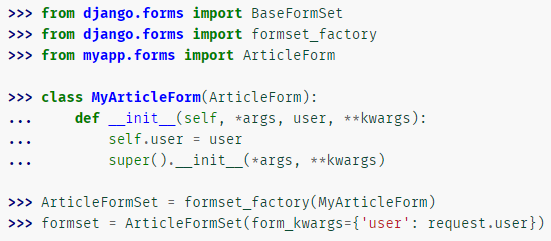 >>> from django.forms import BaseFormSet
>>> from django.forms import formset_factory
>>> from myapp.forms import ArticleForm
>>> class MyArticleForm(ArticleForm):
...     def __init__(self, *args, user, **kwargs):
...         self.user = user
...         super().__init__(*args, **kwargs)
>>> ArticleFormSet = formset_factory(MyArticleForm)
>>> formset = ArticleFormSet(form_kwargs={'user': request.user})